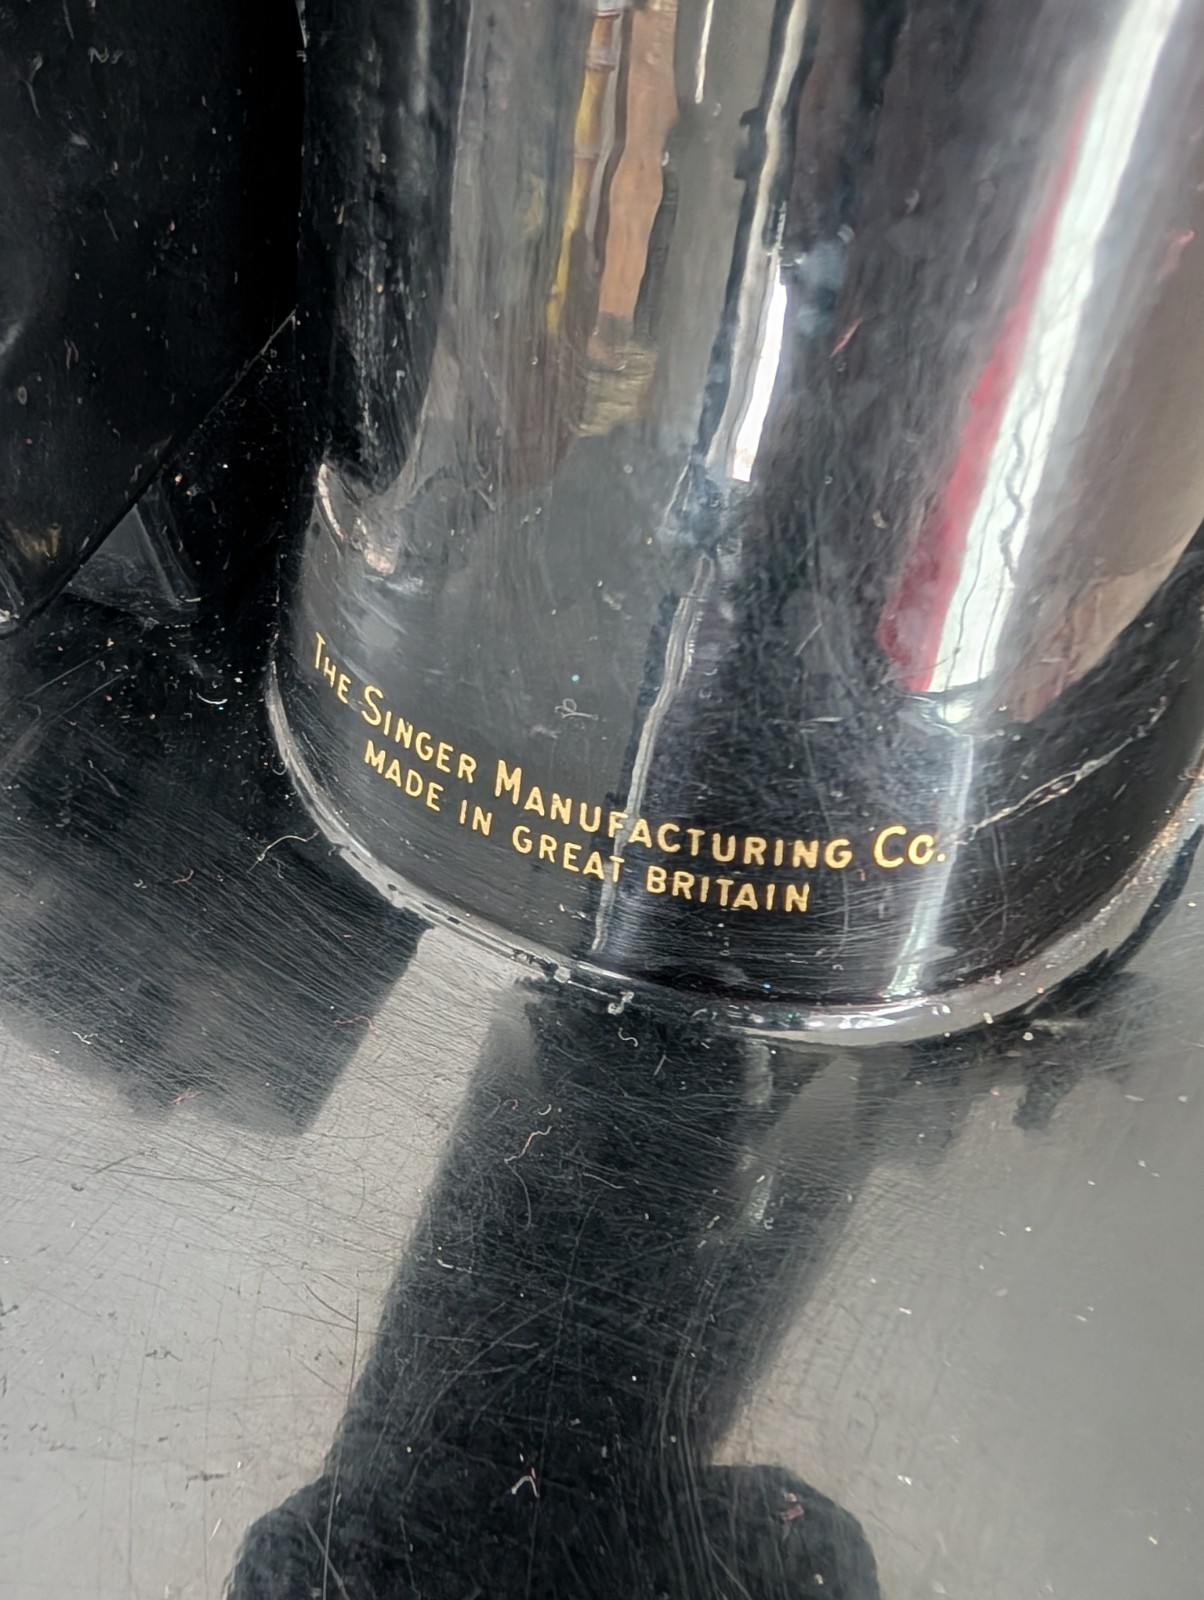 THE SINGER MANUFACTURING CO.
MADE IN GREAT BRITAIN